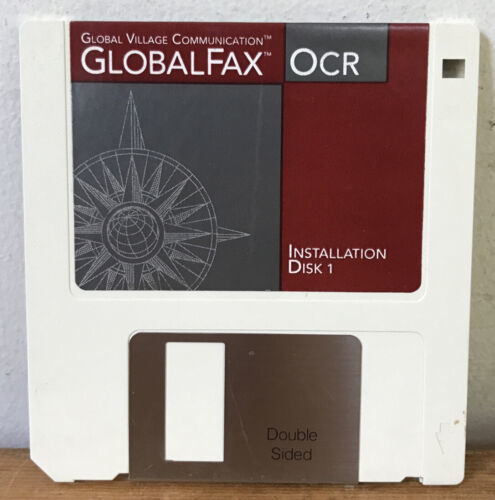 Global Village Communication™
GlobalFax™ OCR
Installation
Disk 1
Double
Sided